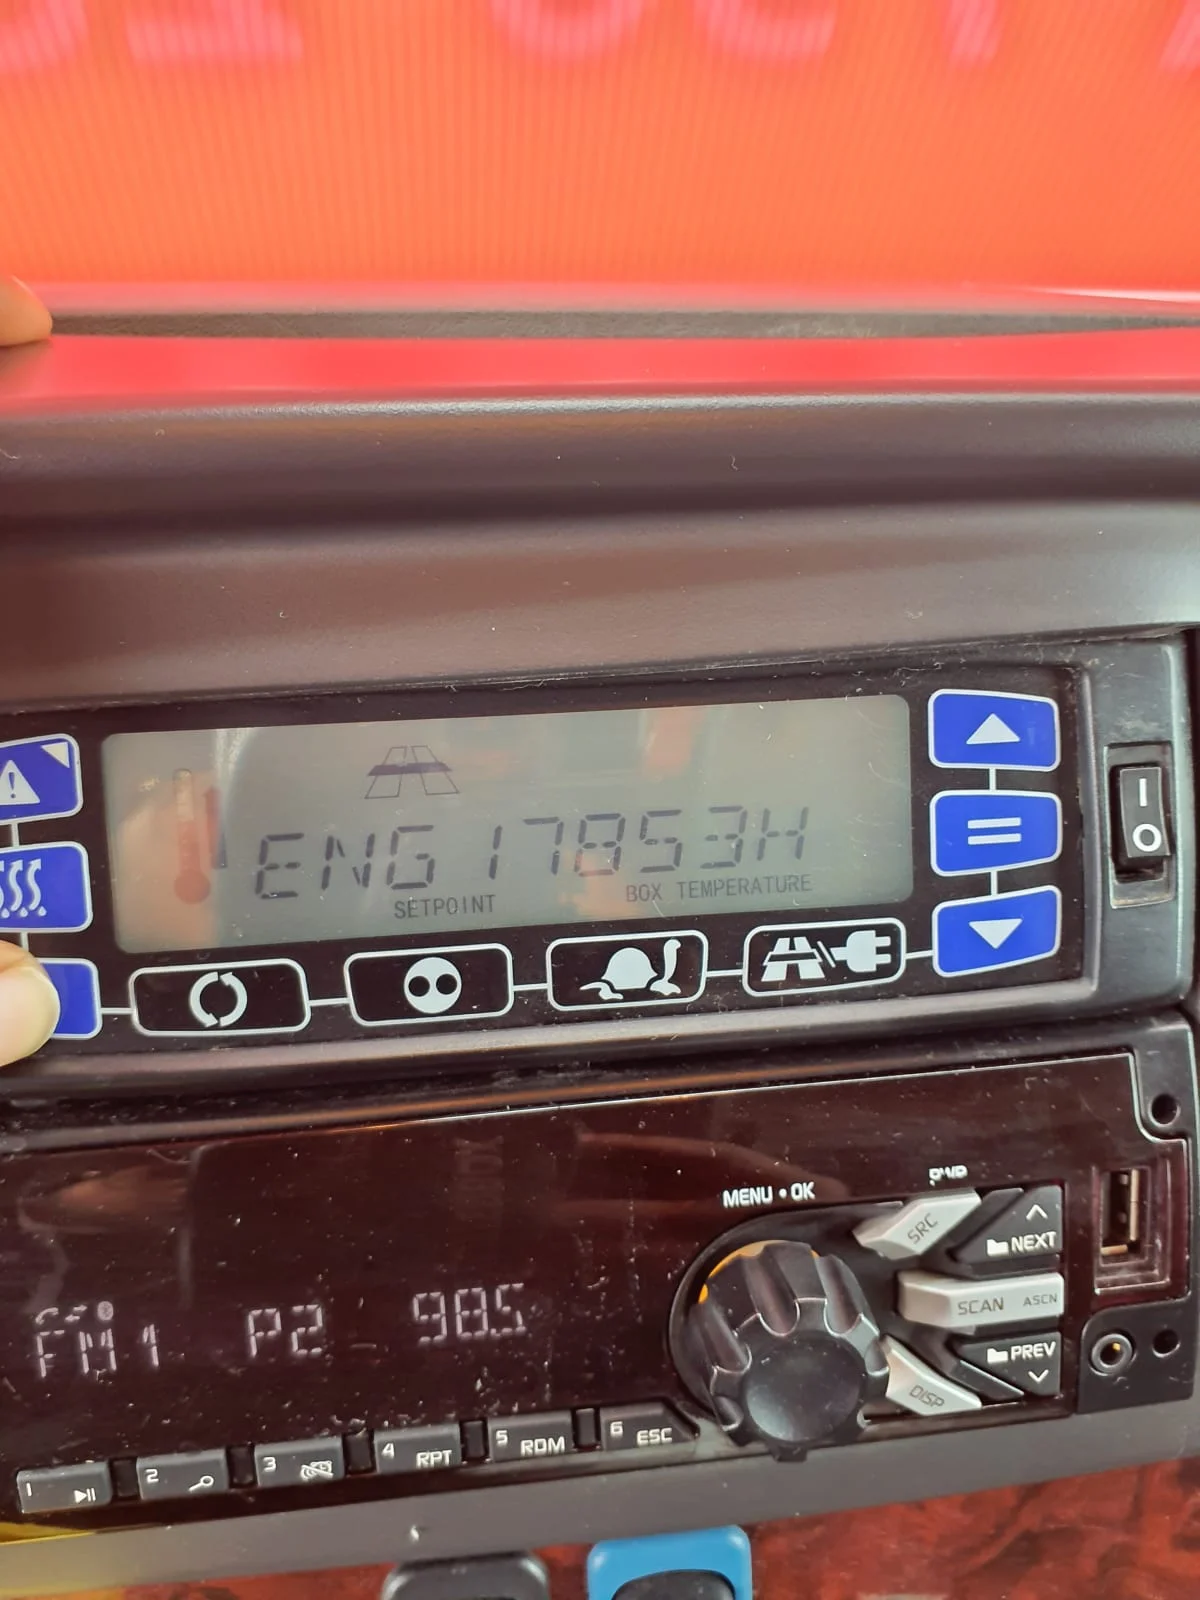 ENG 17853H
SETPOINT BOX TEMPERATURE
MENU • OK
PWR
SRC
NEXT
SCAN ASCN
PREV
DISP
FM1 P2 98.5
1
2
3
4 RPT
5 RDM
6 ESC